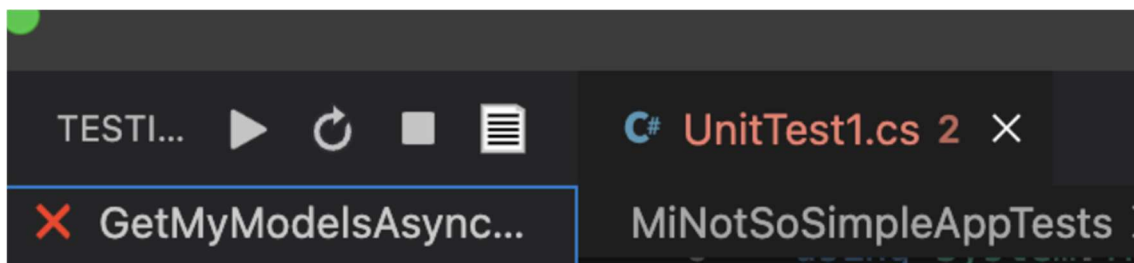 TESTI...
C# UnitTest1.cs 2
GetMyModelsAsync...
MiNotSoSimpleAppTests